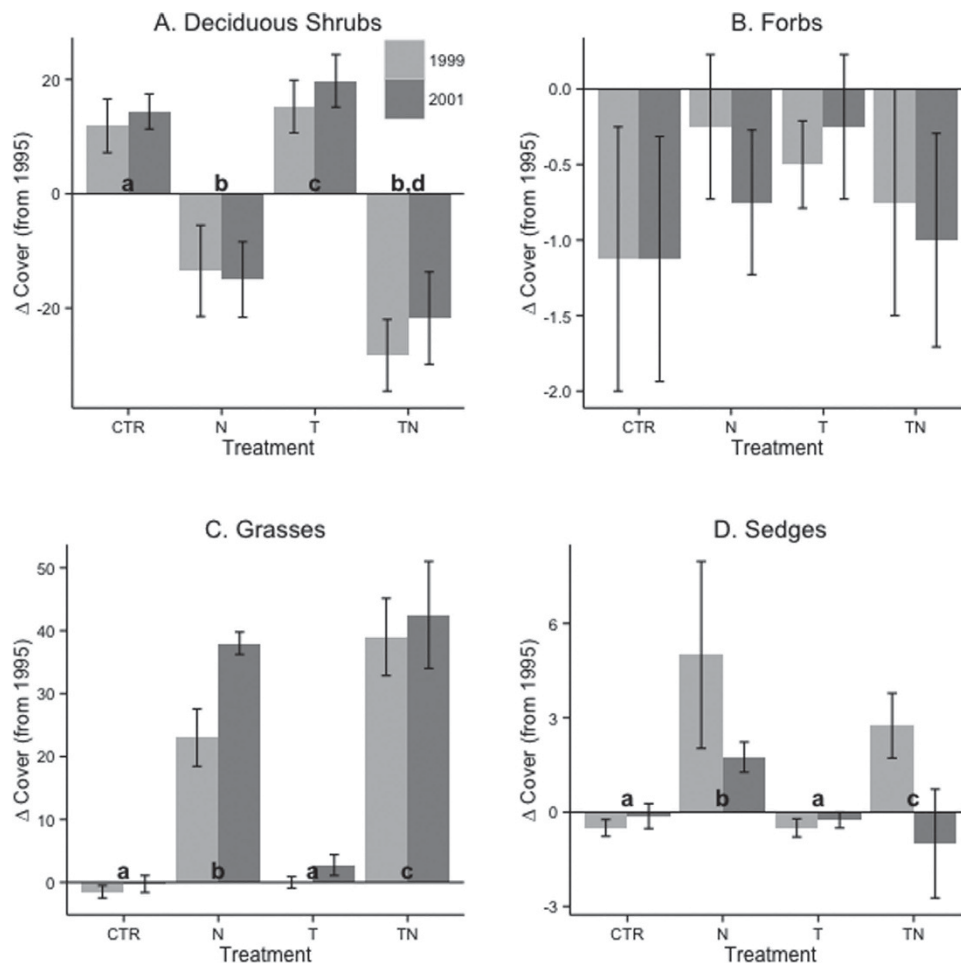 A. Deciduous Shrubs
1999
2001
20
0
-20
a b c b,d
Δ Cover (from 1995)
CTR N T TN
Treatment
B. Forbs
0.0
-0.5
-1.0
-1.5
-2.0
Δ Cover (from 1995)
CTR N T TN
Treatment
C. Grasses
50
40
30
20
10
0
a b a c
Δ Cover (from 1995)
CTR N T TN
Treatment
D. Sedges
6
3
0
-3
a b a c
Δ Cover (from 1995)
CTR N T TN
Treatment